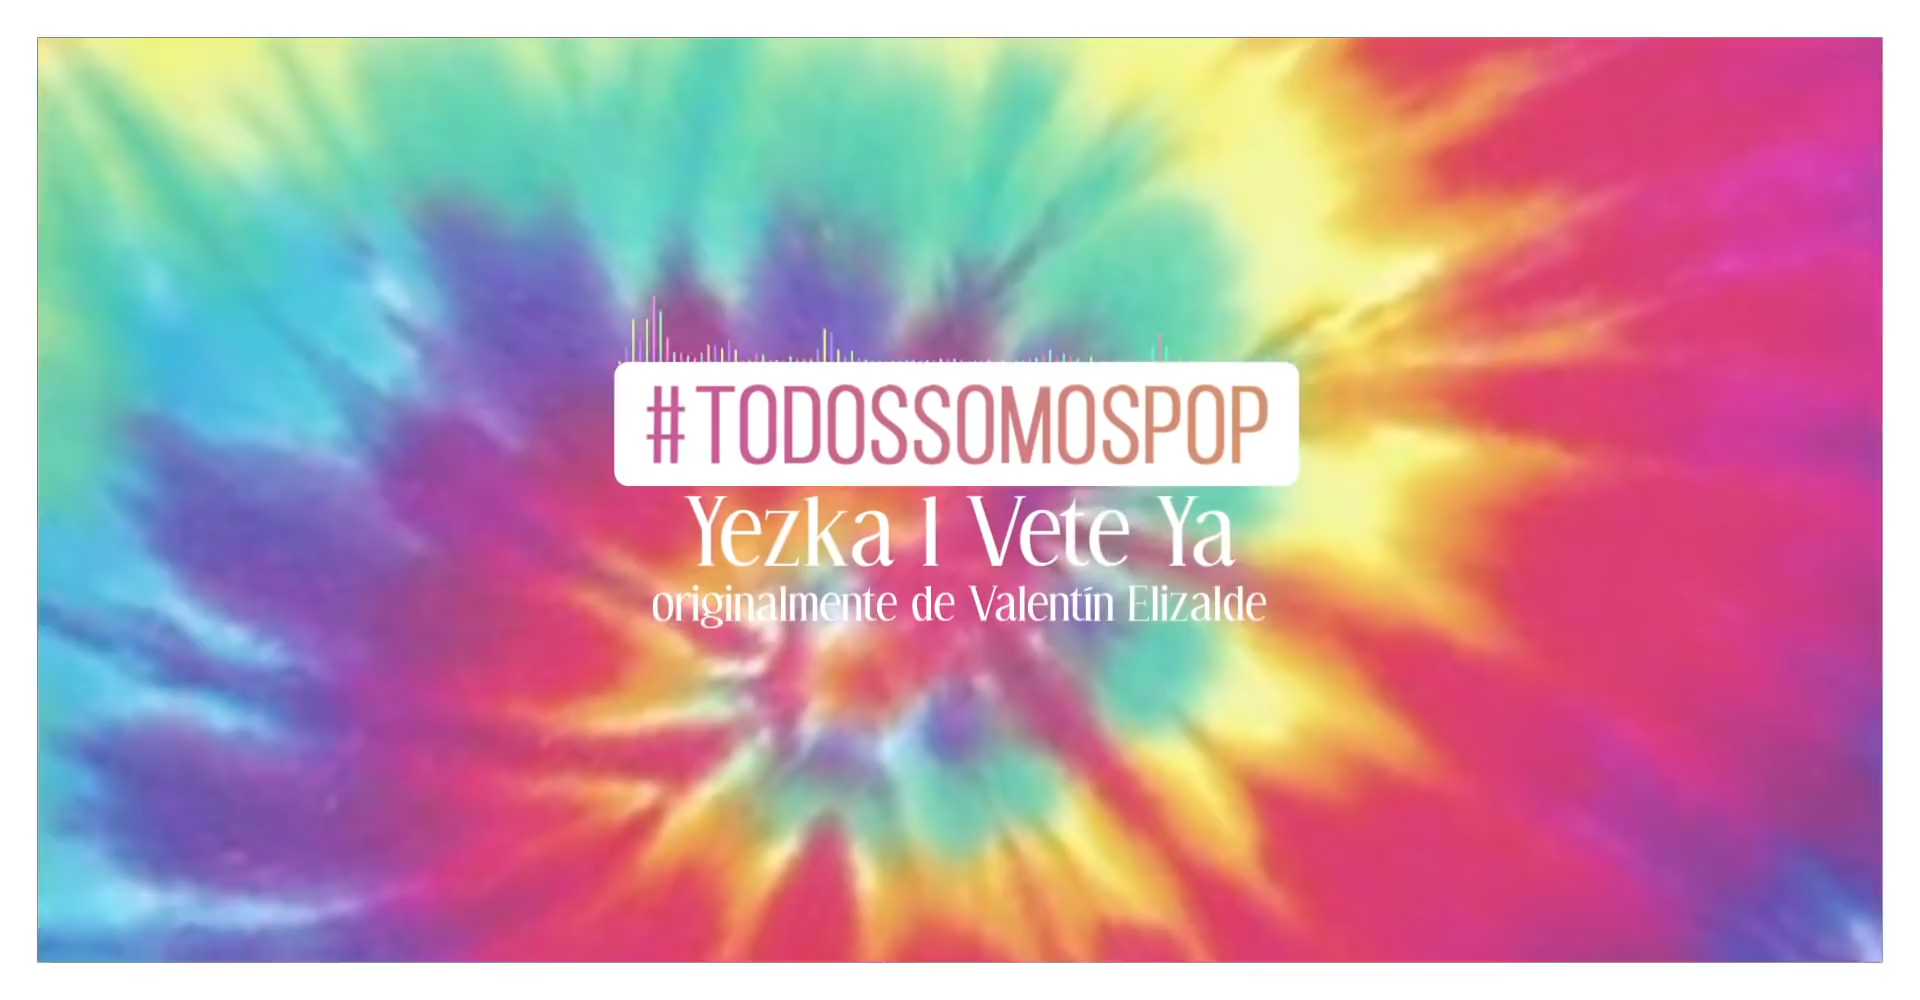 #TODOSSOMOSPOP
Yezka | Vete Ya
originalmente de Valentín Elizalde